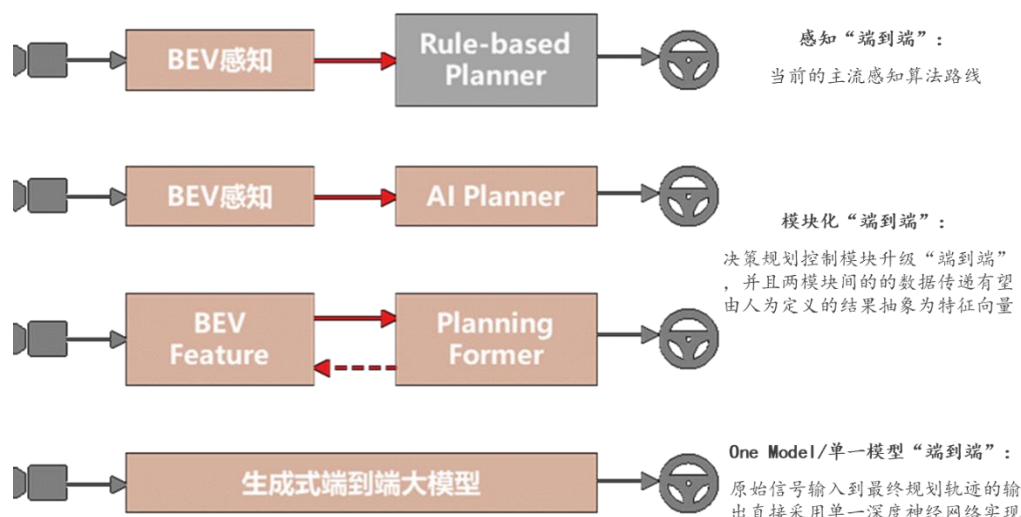 BEV感知
Rule-based
Planner
感知“端到端”：
当前的主流感知算法路线
BEV感知
AI Planner
模块化“端到端”：
决策规划控制模块升级“端到端”
，并且两模块间的的数据传递有望
由人为定义的结果抽象为特征向量
BEV
Feature
Planning
Former
生成式端到端大模型
One Model/单一模型“端到端”：
原始信号输入到最终规划轨迹的输
出直接采用单一深度神经网络实现